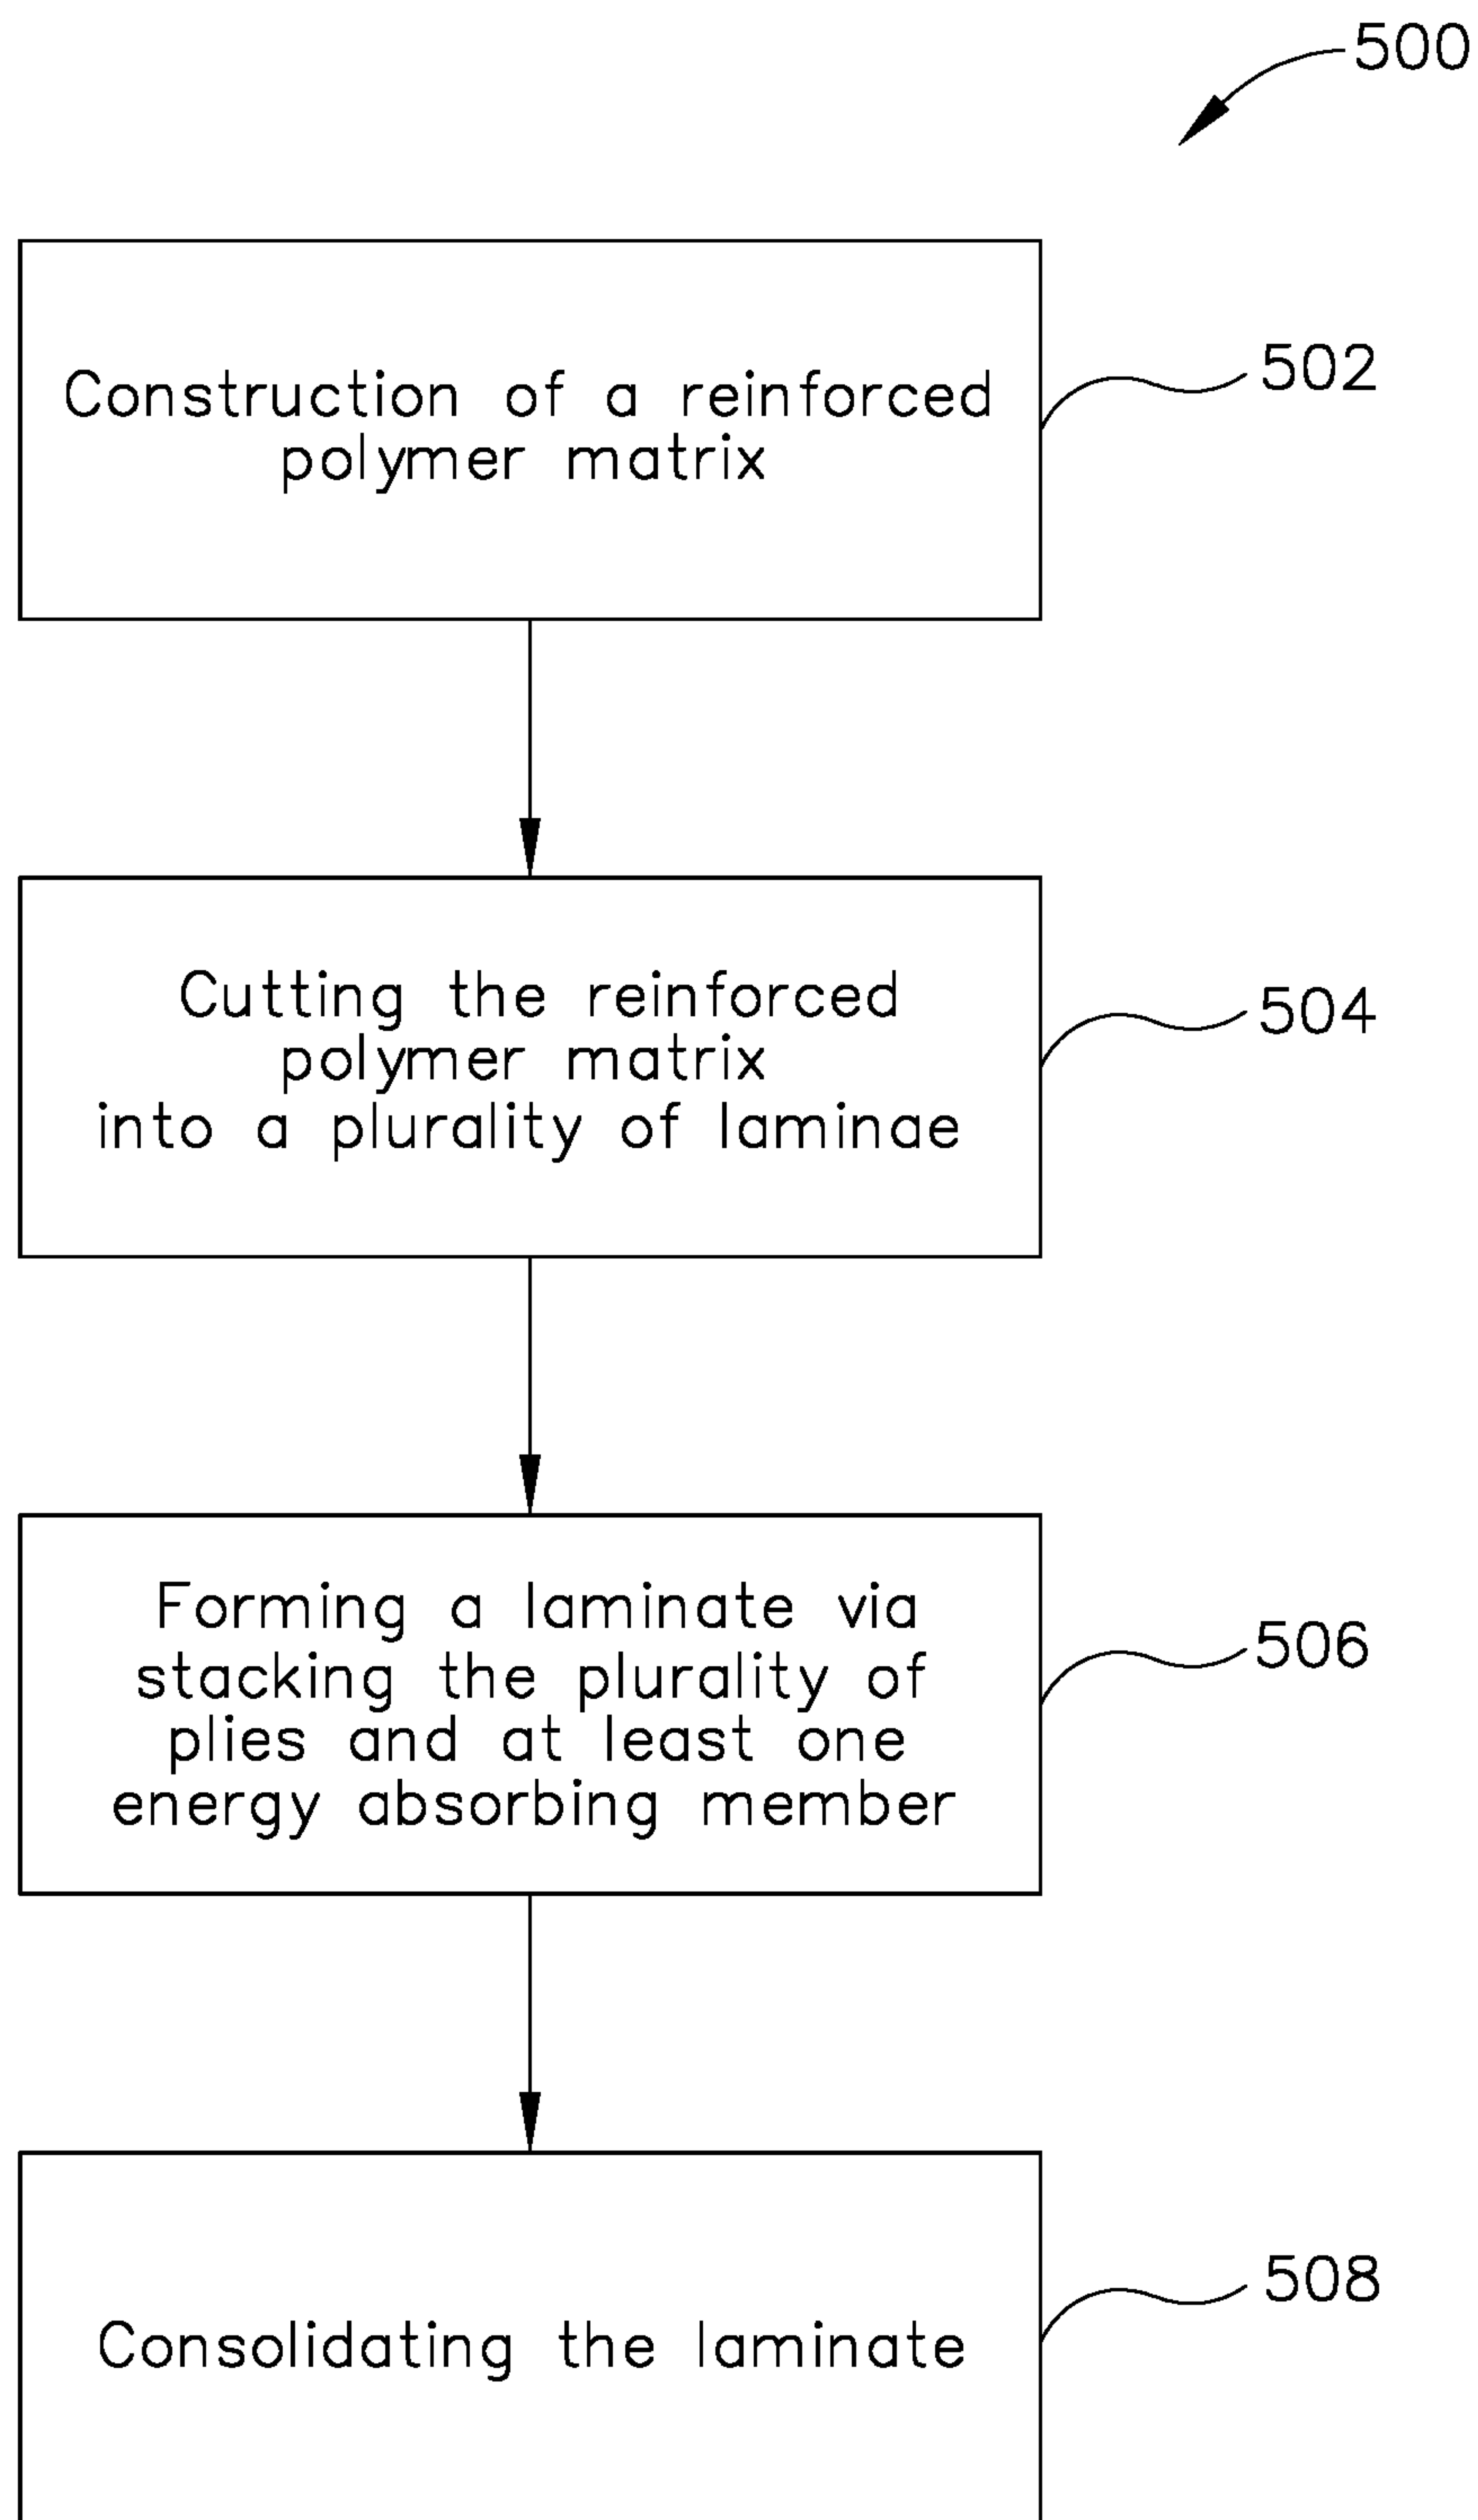 500
Construction of a reinforced
polymer matrix
502
Cutting the reinforced
polymer matrix
into a plurality of laminae
504
Forming a laminate via
stacking the plurality of
plies and at least one
energy absorbing member
506
Consolidating the laminate
508